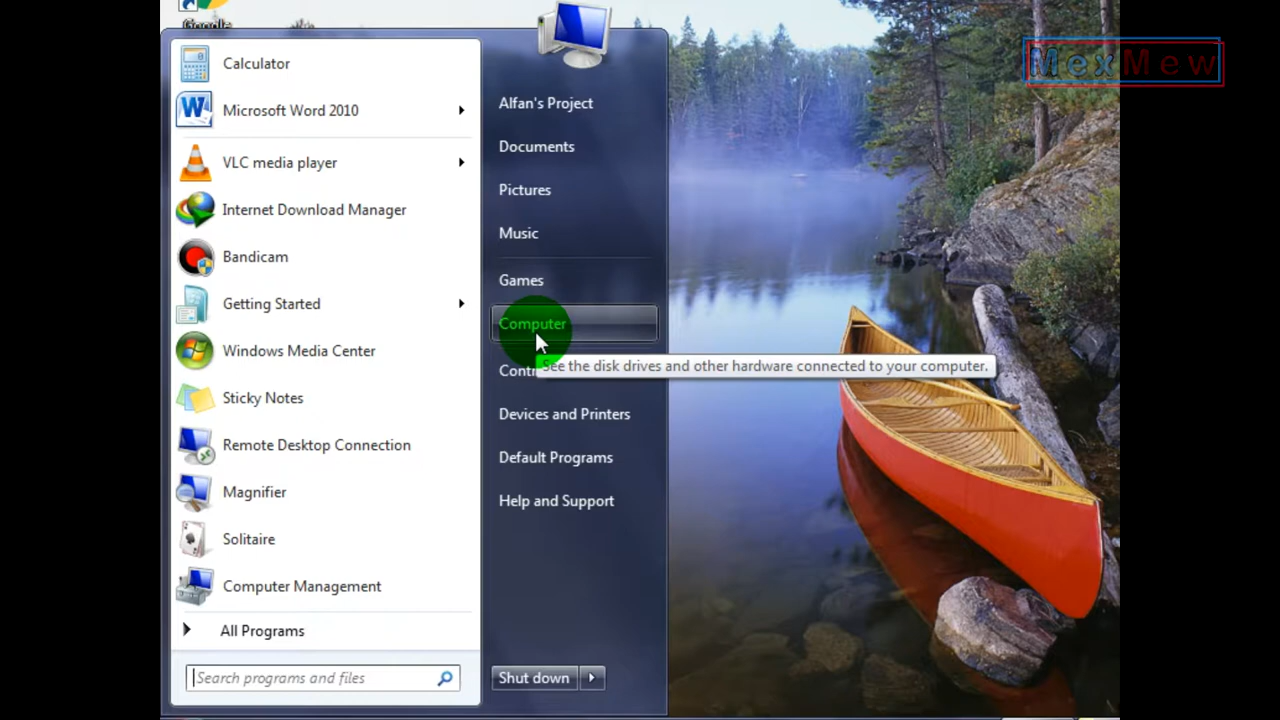 Google
Calculator
Microsoft Word 2010
VLC media player
Internet Download Manager
Bandicam
Getting Started
Windows Media Center
Sticky Notes
Remote Desktop Connection
Magnifier
Solitaire
Computer Management
All Programs
Search programs and files
Alfan's Project
Documents
Pictures
Music
Games
Computer
See the disk drives and other hardware connected to your computer.
Devices and Printers
Default Programs
Help and Support
Shut down
MexMew